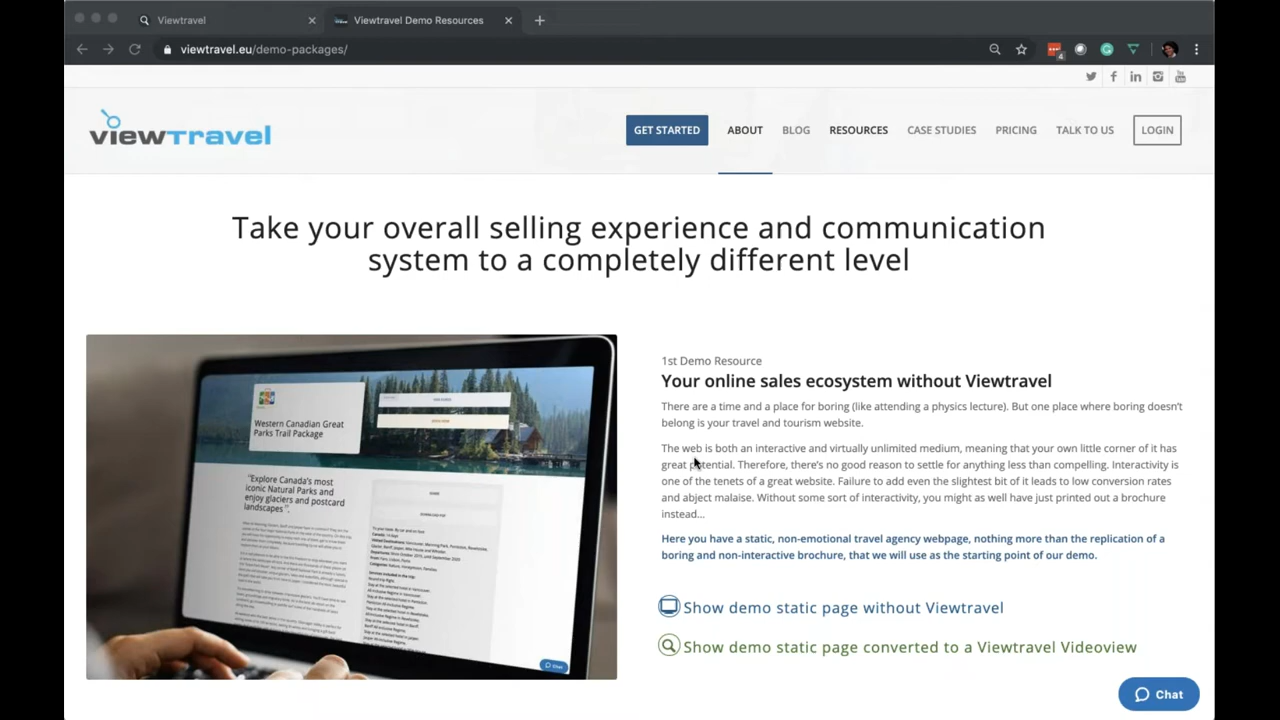 Viewtravel
Viewtravel Demo Resources
viewtravel.eu/demo-packages/
4
viewtravel
GET STARTED
ABOUT
BLOG
RESOURCES
CASE STUDIES
PRICING
TALK TO US
LOGIN
Take your overall selling experience and communication
system to a completely different level
Western Canadian Great
Parks Trail Package
"Explore Canada's most
iconic Natural Parks and
enjoy glaciers and postcard
landscapes".
Chat
1st Demo Resource
Your online sales ecosystem without Viewtravel
There are a time and a place for boring (like attending a physics lecture). But one place where boring doesn't
belong is your travel and tourism website.
The web is both an interactive and virtually unlimited medium, meaning that your own little corner of it has
great potential. Therefore, there's no good reason to settle for anything less than compelling. Interactivity is
one of the tenets of a great website. Failure to add even the slightest bit of it leads to low conversion rates
and abject malaise. Without some sort of interactivity, you might as well have just printed out a brochure
instead...
Here you have a static, non-emotional travel agency webpage, nothing more than the replication of a
boring and non-interactive brochure, that we will use as the starting point of our demo.
Show demo static page without Viewtravel
Show demo static page converted to a Viewtravel Videoview
Chat